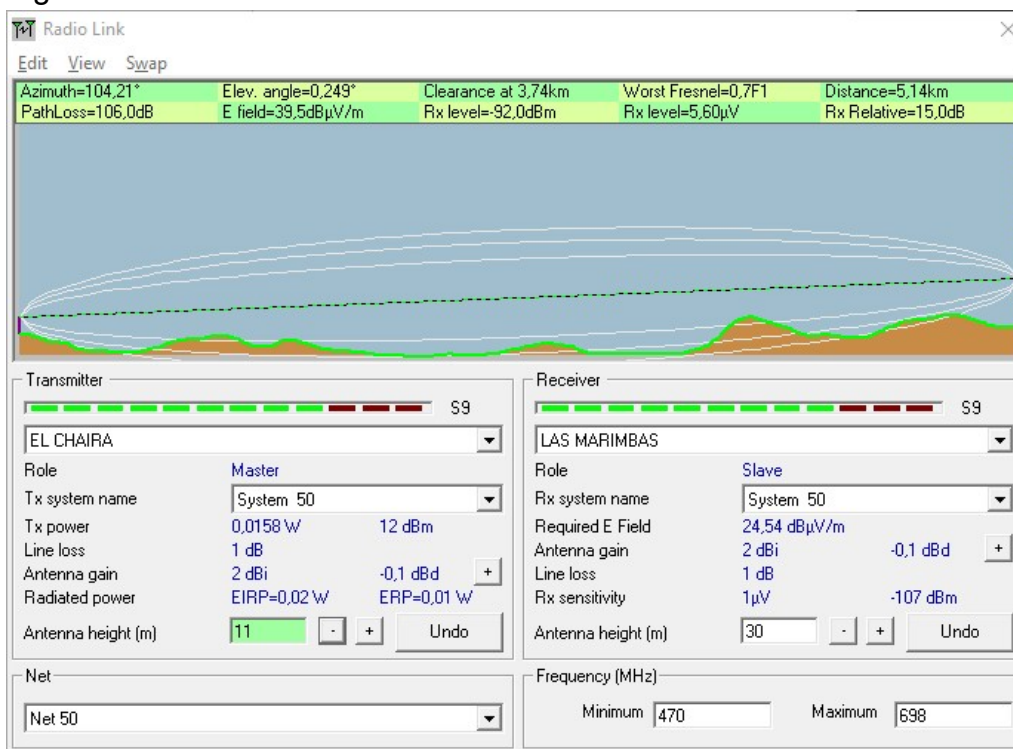 Radio Link
Edit View Swap
Azimuth=104,21° Elev. angle=0,249° Clearance at 3,74km Worst Fresnel=0,7F1 Distance=5,14km
PathLoss=106,0dB E field=39,5dBµV/m Rx level=-92,0dBm Rx level=5,60µV Rx Relative=15,0dB
Transmitter
S9
EL CHAIRA
Role Master
Tx system name System 50
Tx power 0,0158 W 12 dBm
Line loss 1 dB
Antenna gain 2 dBi -0,1 dBd +
Radiated power EIRP=0,02 W ERP=0,01 W
Antenna height (m) 11 - + Undo
Net
Net 50
Receiver
S9
LAS MARIMBAS
Role Slave
Rx system name System 50
Required E Field 24,54 dBµV/m
Antenna gain 2 dBi -0,1 dBd +
Line loss 1 dB
Rx sensitivity 1µV -107 dBm
Antenna height (m) 30 - + Undo
Frequency (MHz)
Minimum 470 Maximum 698